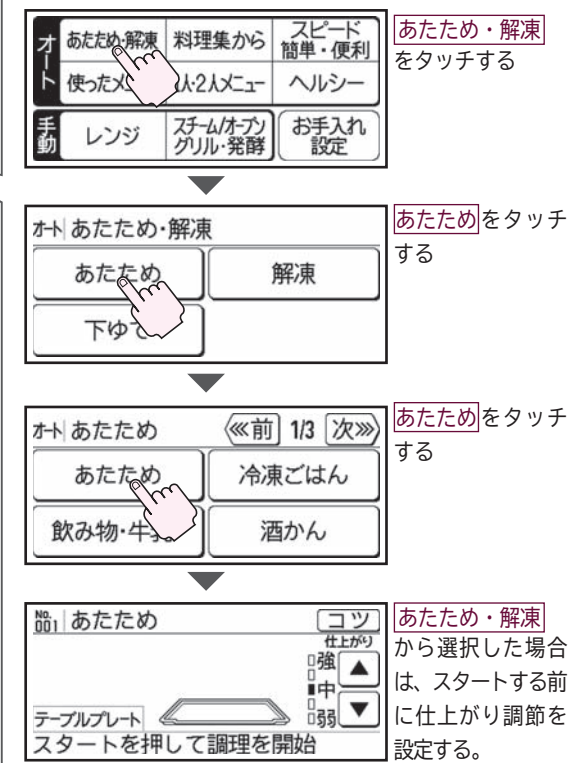 オート
あたため・解凍
料理集から
スピード
簡単・便利
使ったメ
人・2人メニュー
ヘルシー
手動
レンジ
スチーム/オーブン
グリル・発酵
お手入れ
設定
あたため・解凍
をタッチする
オート あたため・解凍
あたため
解凍
下ゆで
あたためをタッチ
する
オート あたため
≪前 1/3 次≫
あたため
冷凍ごはん
飲み物・牛乳
酒かん
あたためをタッチ
する
No.001 あたため
コツ
仕上がり
強
中
弱
▲
▼
テーブルプレート
スタートを押して調理を開始
あたため・解凍
から選択した場合
は、スタートする前
に仕上がり調節を
設定する。